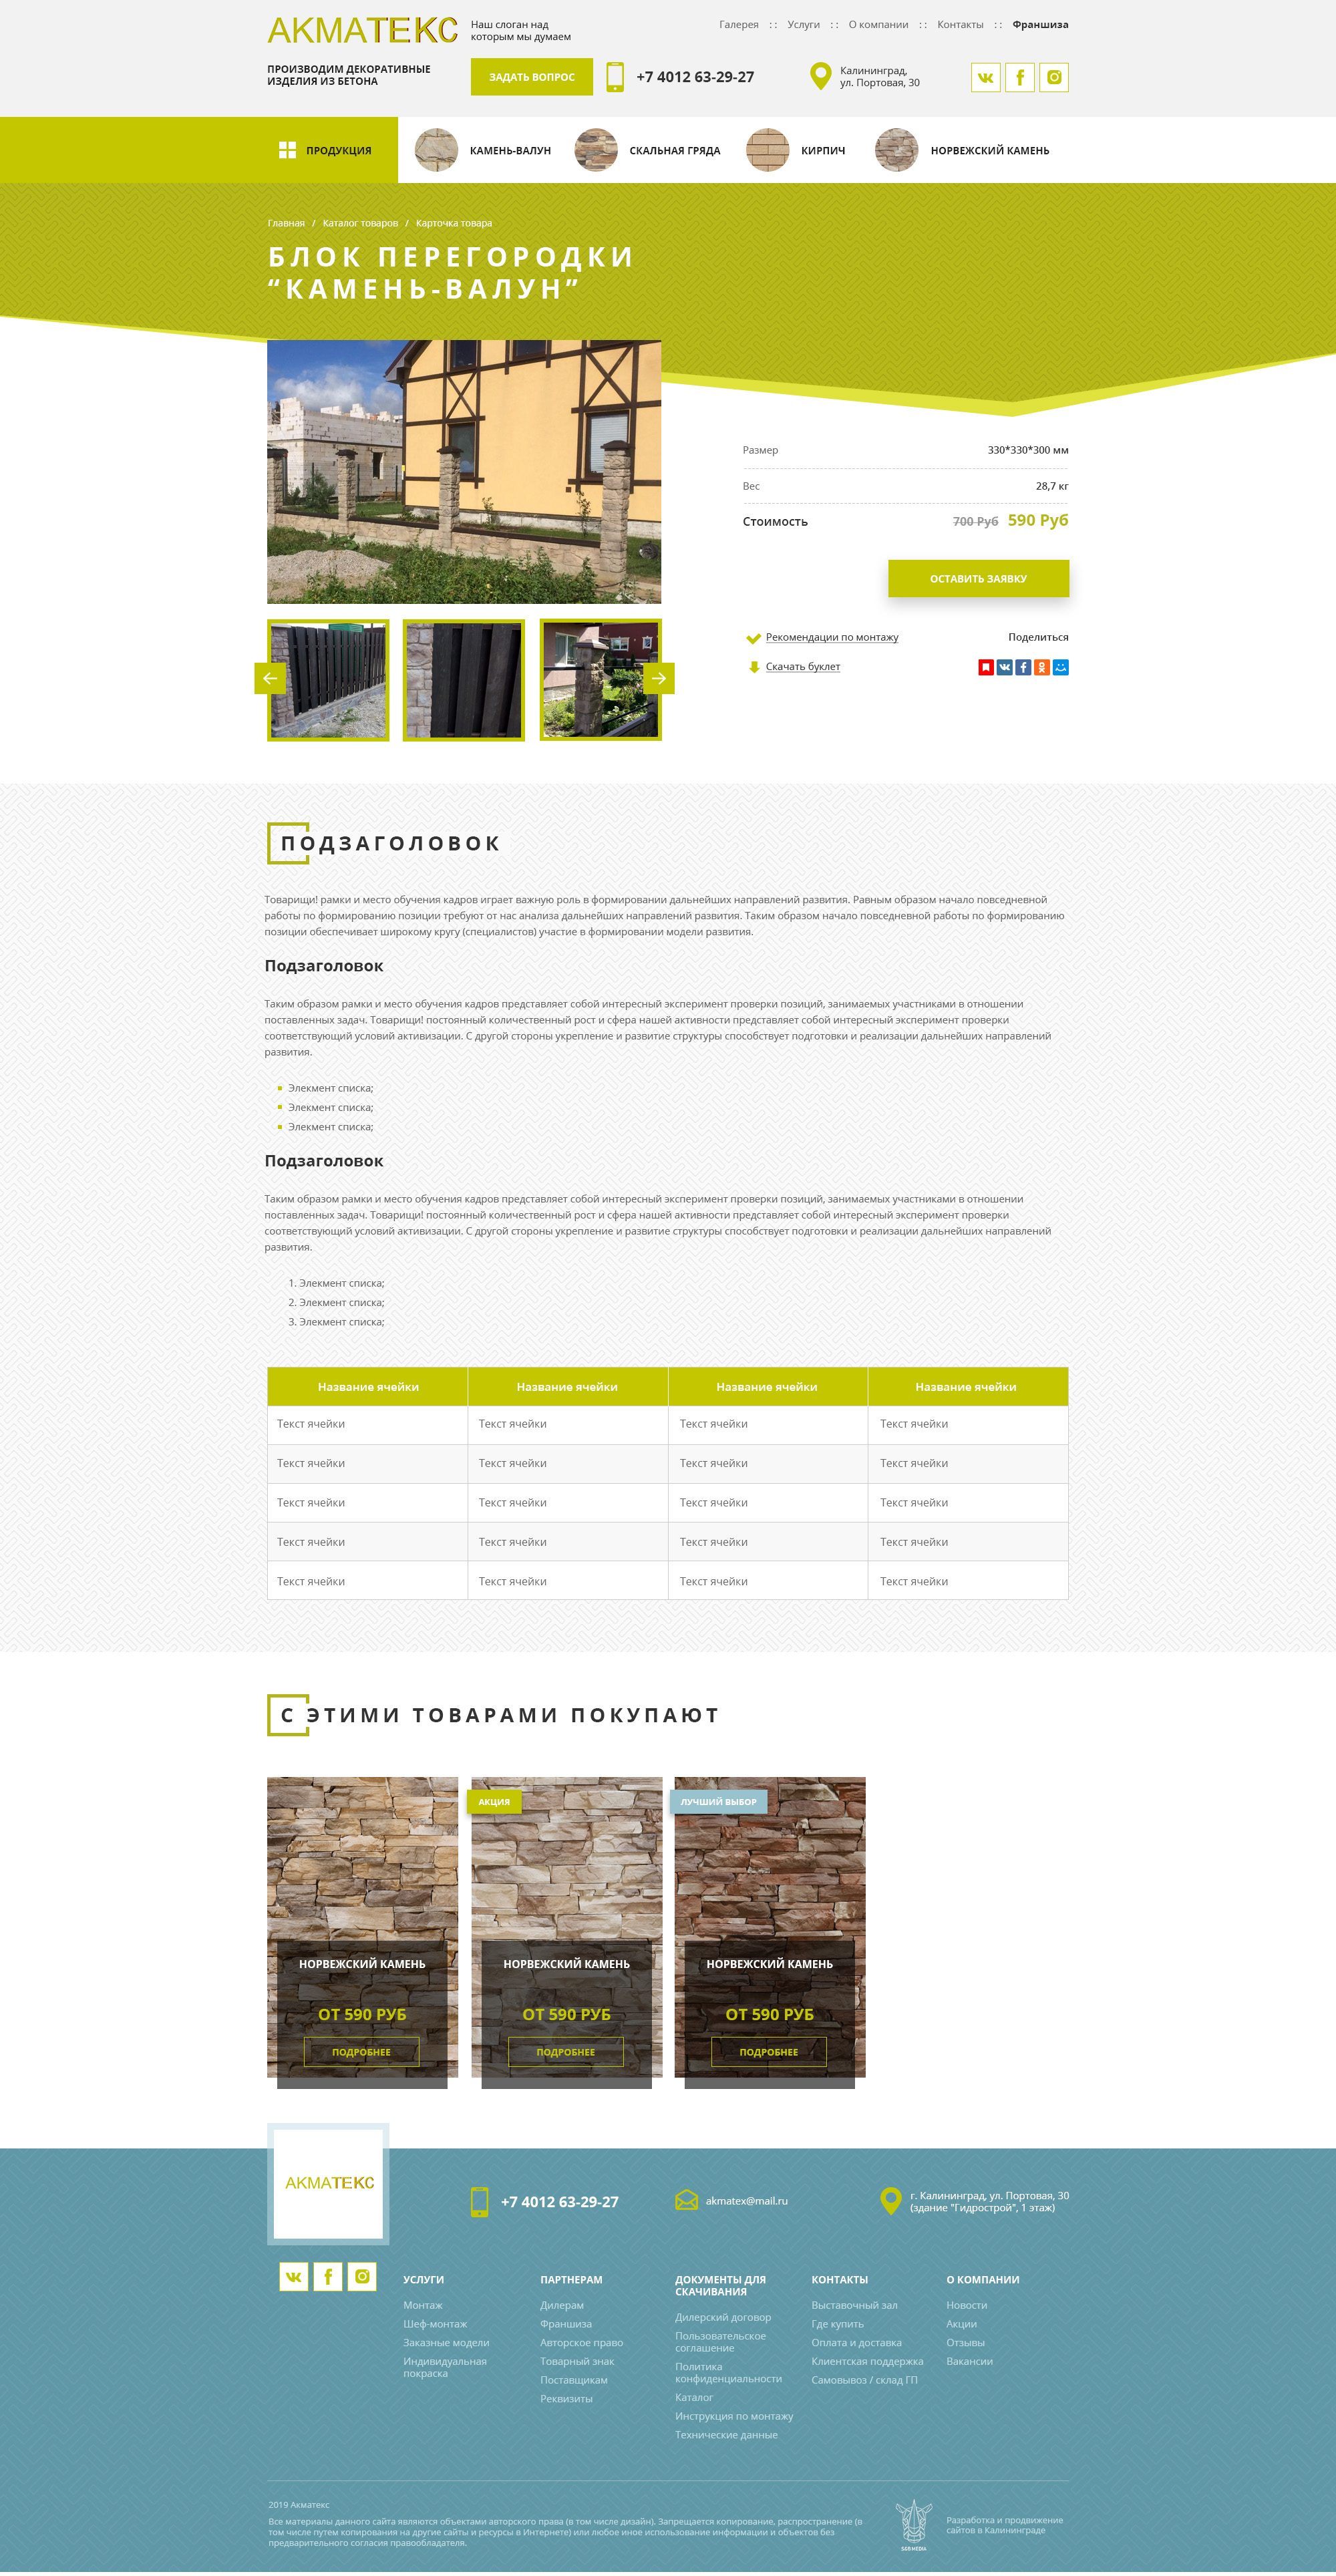 АКМАТЕКС
Наш слоган над
которым мы думаем
Галерея :: Услуги :: О компании :: Контакты :: Франшиза
ПРОИЗВОДИМ ДЕКОРАТИВНЫЕ
ИЗДЕЛИЯ ИЗ БЕТОНА
ЗАДАТЬ ВОПРОС
+7 4012 63-29-27
Калининград,
ул. Портовая, 30
ПРОДУКЦИЯ
КАМЕНЬ-ВАЛУН
СКАЛЬНАЯ ГРЯДА
КИРПИЧ
НОРВЕЖСКИЙ КАМЕНЬ
Главная / Каталог товаров / Карточка товара
БЛОК ПЕРЕГОРОДКИ
“КАМЕНЬ-ВАЛУН”
Размер 330*330*300 мм
Вес 28,7 кг
Стоимость 700 Руб 590 Руб
ОСТАВИТЬ ЗАЯВКУ
Рекомендации по монтажу
Поделиться
Скачать буклет
ПОДЗАГОЛОВОК
Товарищи! рамки и место обучения кадров играет важную роль в формировании дальнейших направлений развития. Равным образом начало повседневной
работы по формированию позиции требуют от нас анализа дальнейших направлений развития. Таким образом начало повседневной работы по формированию
позиции обеспечивает широкому кругу (специалистов) участие в формировании модели развития.
Подзаголовок
Таким образом рамки и место обучения кадров представляет собой интересный эксперимент проверки позиций, занимаемых участниками в отношении
поставленных задач. Товарищи! постоянный количественный рост и сфера нашей активности представляет собой интересный эксперимент проверки
соответствующий условий активизации. С другой стороны укрепление и развитие структуры способствует подготовки и реализации дальнейших направлений
развития.
Элекмент списка;
Элекмент списка;
Элекмент списка;
Подзаголовок
Таким образом рамки и место обучения кадров представляет собой интересный эксперимент проверки позиций, занимаемых участниками в отношении
поставленных задач. Товарищи! постоянный количественный рост и сфера нашей активности представляет собой интересный эксперимент проверки
соответствующий условий активизации. С другой стороны укрепление и развитие структуры способствует подготовки и реализации дальнейших направлений
развития.
1. Элекмент списка;
2. Элекмент списка;
3. Элекмент списка;
Название ячейки Название ячейки Название ячейки Название ячейки
Текст ячейки Текст ячейки Текст ячейки Текст ячейки
Текст ячейки Текст ячейки Текст ячейки Текст ячейки
Текст ячейки Текст ячейки Текст ячейки Текст ячейки
Текст ячейки Текст ячейки Текст ячейки Текст ячейки
Текст ячейки Текст ячейки Текст ячейки Текст ячейки
С ЭТИМИ ТОВАРАМИ ПОКУПАЮТ
НОРВЕЖСКИЙ КАМЕНЬ
ОТ 590 РУБ
ПОДРОБНЕЕ
АКЦИЯ
НОРВЕЖСКИЙ КАМЕНЬ
ОТ 590 РУБ
ПОДРОБНЕЕ
ЛУЧШИЙ ВЫБОР
НОРВЕЖСКИЙ КАМЕНЬ
ОТ 590 РУБ
ПОДРОБНЕЕ
АКМАТЕКС
+7 4012 63-29-27
akmatex@mail.ru
г. Калининград, ул. Портовая, 30
(здание "Гидрострой", 1 этаж)
УСЛУГИ
Монтаж
Шеф-монтаж
Заказные модели
Индивидуальная
покраска
ПАРТНЕРАМ
Дилерам
Франшиза
Авторское право
Товарный знак
Поставщикам
Реквизиты
ДОКУМЕНТЫ ДЛЯ
СКАЧИВАНИЯ
Дилерский договор
Пользовательское
соглашение
Политика
конфиденциальности
Каталог
Инструкция по монтажу
Технические данные
КОНТАКТЫ
Выставочный зал
Где купить
Оплата и доставка
Клиентская поддержка
Самовывоз / склад ГП
О КОМПАНИИ
Новости
Акции
Отзывы
Вакансии
2019 Акматекс
Все материалы данного сайта являются объектами авторского права (в том числе дизайн). Запрещается копирование, распространение (в
том числе путем копирования на другие сайты и ресурсы в Интернете) или любое иное использование информации и объектов без
предварительного согласия правообладателя.
SGRMEDIA
Разработка и продвижение
сайтов в Калининграде